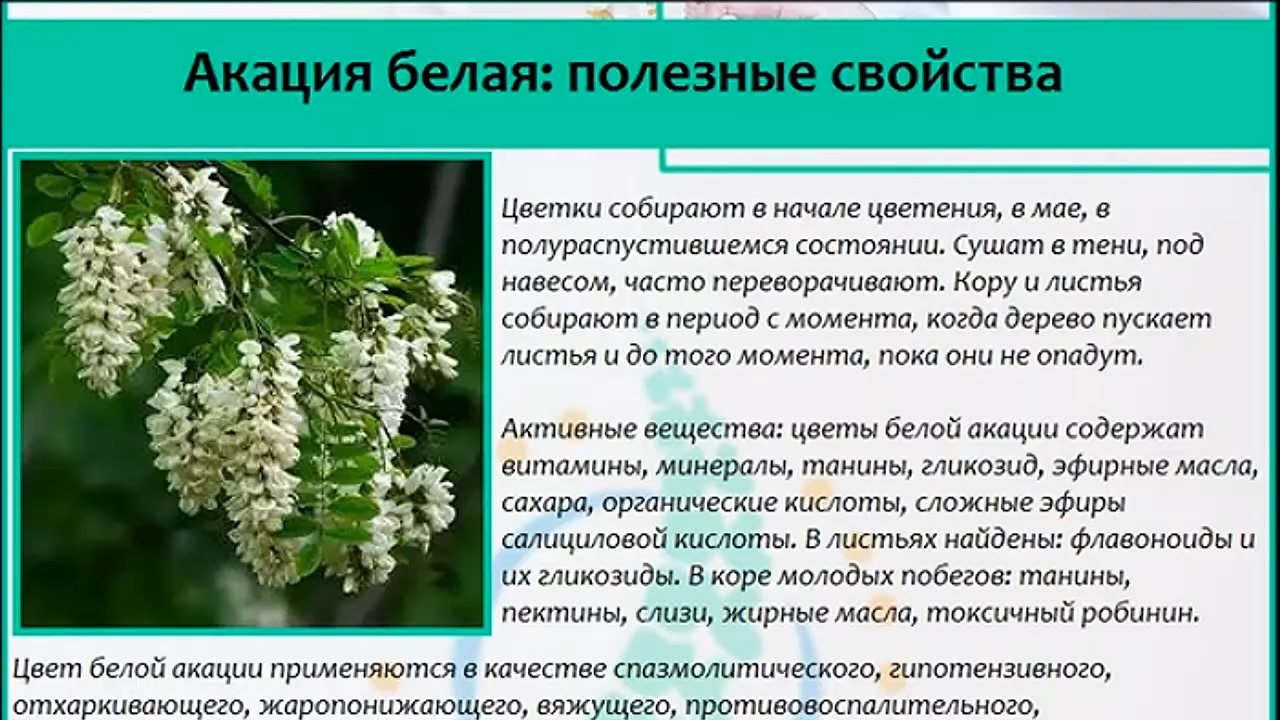 Акация белая: полезные свойства
Цветки собирают в начале цветения, в мае, в
полураспустившемся состоянии. Сушат в тени, под
навесом, часто переворачивают. Кору и листья
собирают в период с момента, когда дерево пускает
листья и до того момента, пока они не опадут.
Активные вещества: цветы белой акации содержат
витамины, минералы, танины, гликозид, эфирные масла,
сахара, органические кислоты, сложные эфиры
салициловой кислоты. В листьях найдены: флавоноиды и
их гликозиды. В коре молодых побегов: танины,
пектины, слизи, жирные масла, токсичный робинин.
Цвет белой акации применяются в качестве спазмолитического, гипотензивного,
отхаркивающего, жаропонижающего, вяжущего, противовоспалительного,